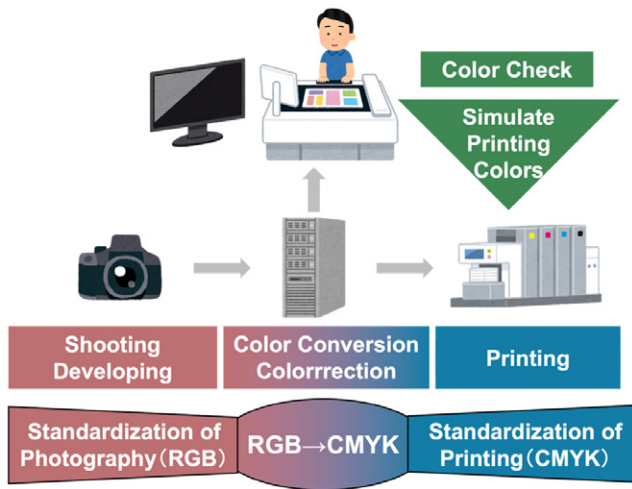 Color Check
Simulate
Printing
Colors
Shooting
Developing
Color Conversion
Colorrrection
Printing
Standardization of
Photography(RGB)
RGB→CMYK
Standardization of
Printing(CMYK)